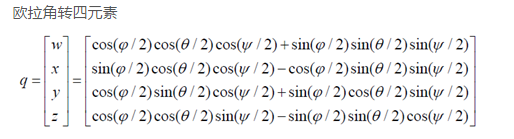 欧拉角转四元素
q = [w x y z] = [cos(φ/2)cos(θ/2)cos(ψ/2)+sin(φ/2)sin(θ/2)sin(ψ/2)
sin(φ/2)cos(θ/2)cos(ψ/2)−cos(φ/2)sin(θ/2)sin(ψ/2)
cos(φ/2)sin(θ/2)cos(ψ/2)+sin(φ/2)cos(θ/2)sin(ψ/2)
cos(φ/2)cos(θ/2)sin(ψ/2)−sin(φ/2)sin(θ/2)cos(ψ/2)]